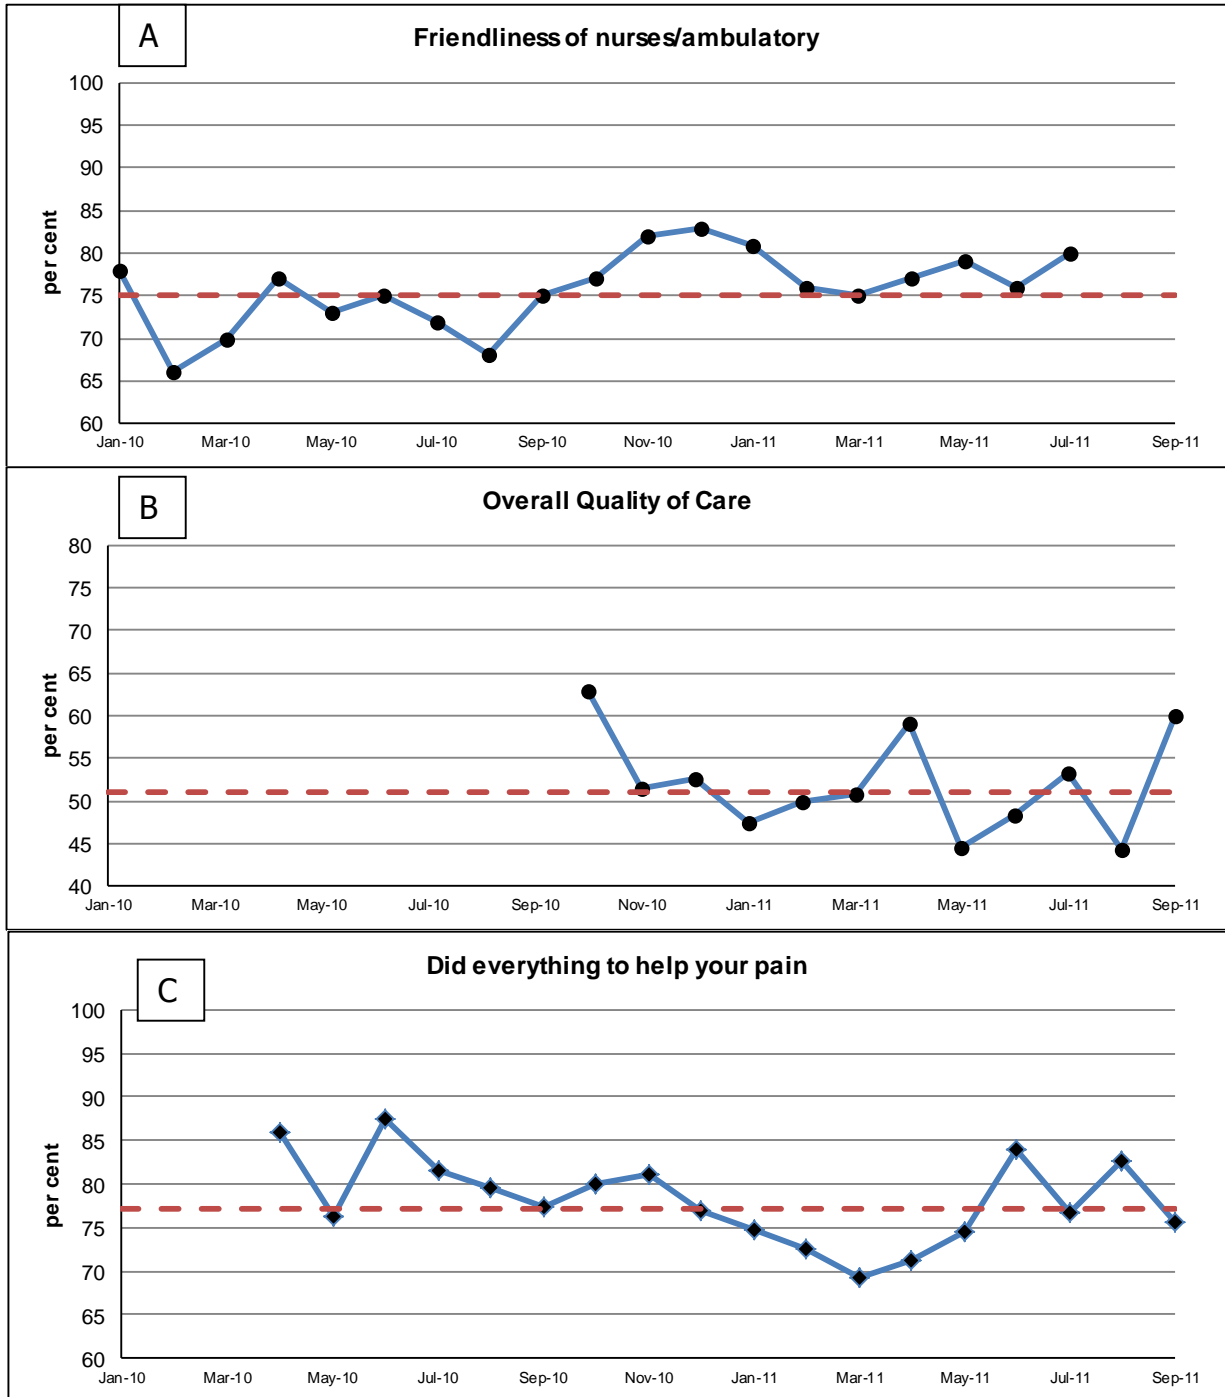 A
Friendliness of nurses/ambulatory
per cent
100
95
90
85
80
75
70
65
60
Jan-10 Mar-10 May-10 Jul-10 Sep-10 Nov-10 Jan-11 Mar-11 May-11 Jul-11 Sep-11
B
Overall Quality of Care
per cent
80
75
70
65
60
55
50
45
40
Jan-10 Mar-10 May-10 Jul-10 Sep-10 Nov-10 Jan-11 Mar-11 May-11 Jul-11 Sep-11
C
Did everything to help your pain
per cent
100
95
90
85
80
75
70
65
60
Jan-10 Mar-10 May-10 Jul-10 Sep-10 Nov-10 Jan-11 Mar-11 May-11 Jul-11 Sep-11